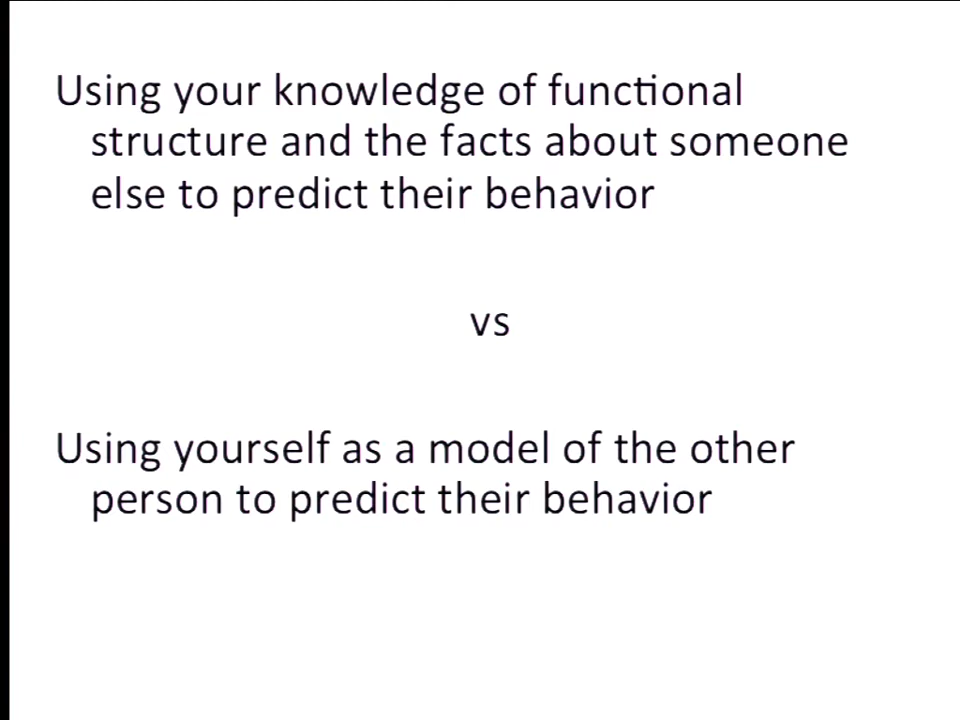 Using your knowledge of functional
structure and the facts about someone
else to predict their behavior
vs
Using yourself as a model of the other
person to predict their behavior